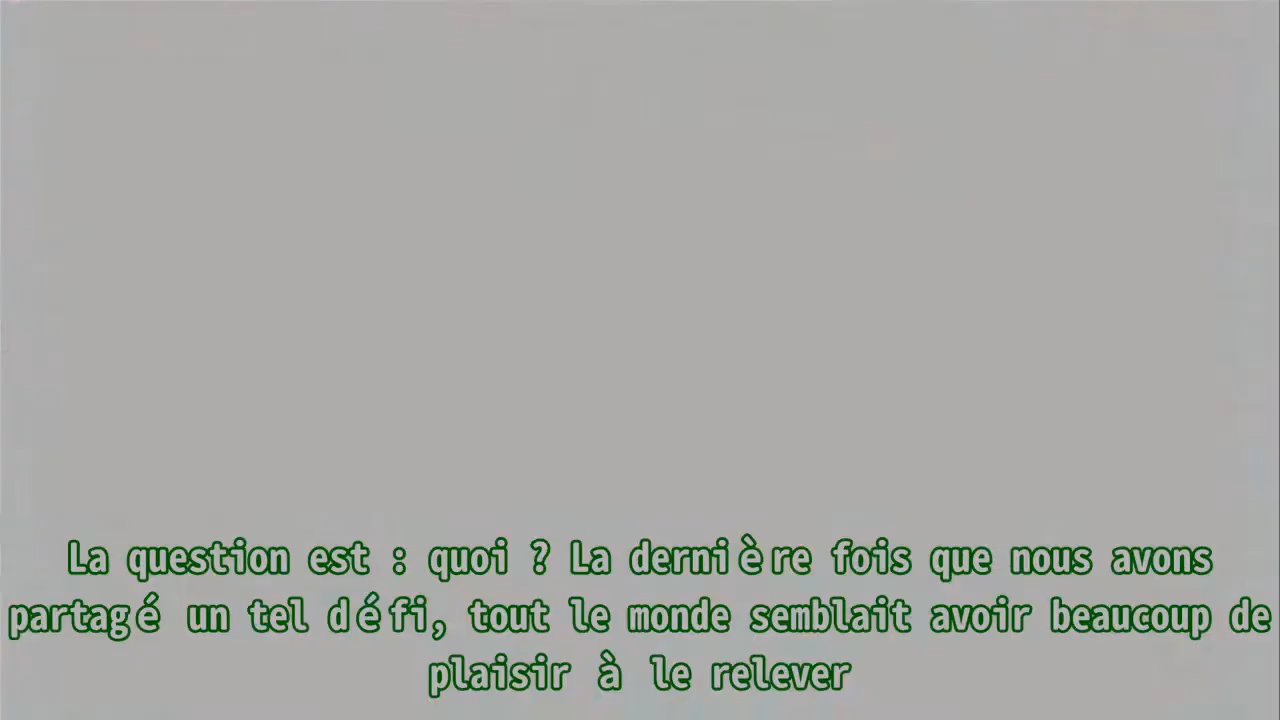 La question est : quoi ? La dernière fois que nous avons
partagé un tel défi, tout le monde semblait avoir beaucoup de
plaisir à le relever